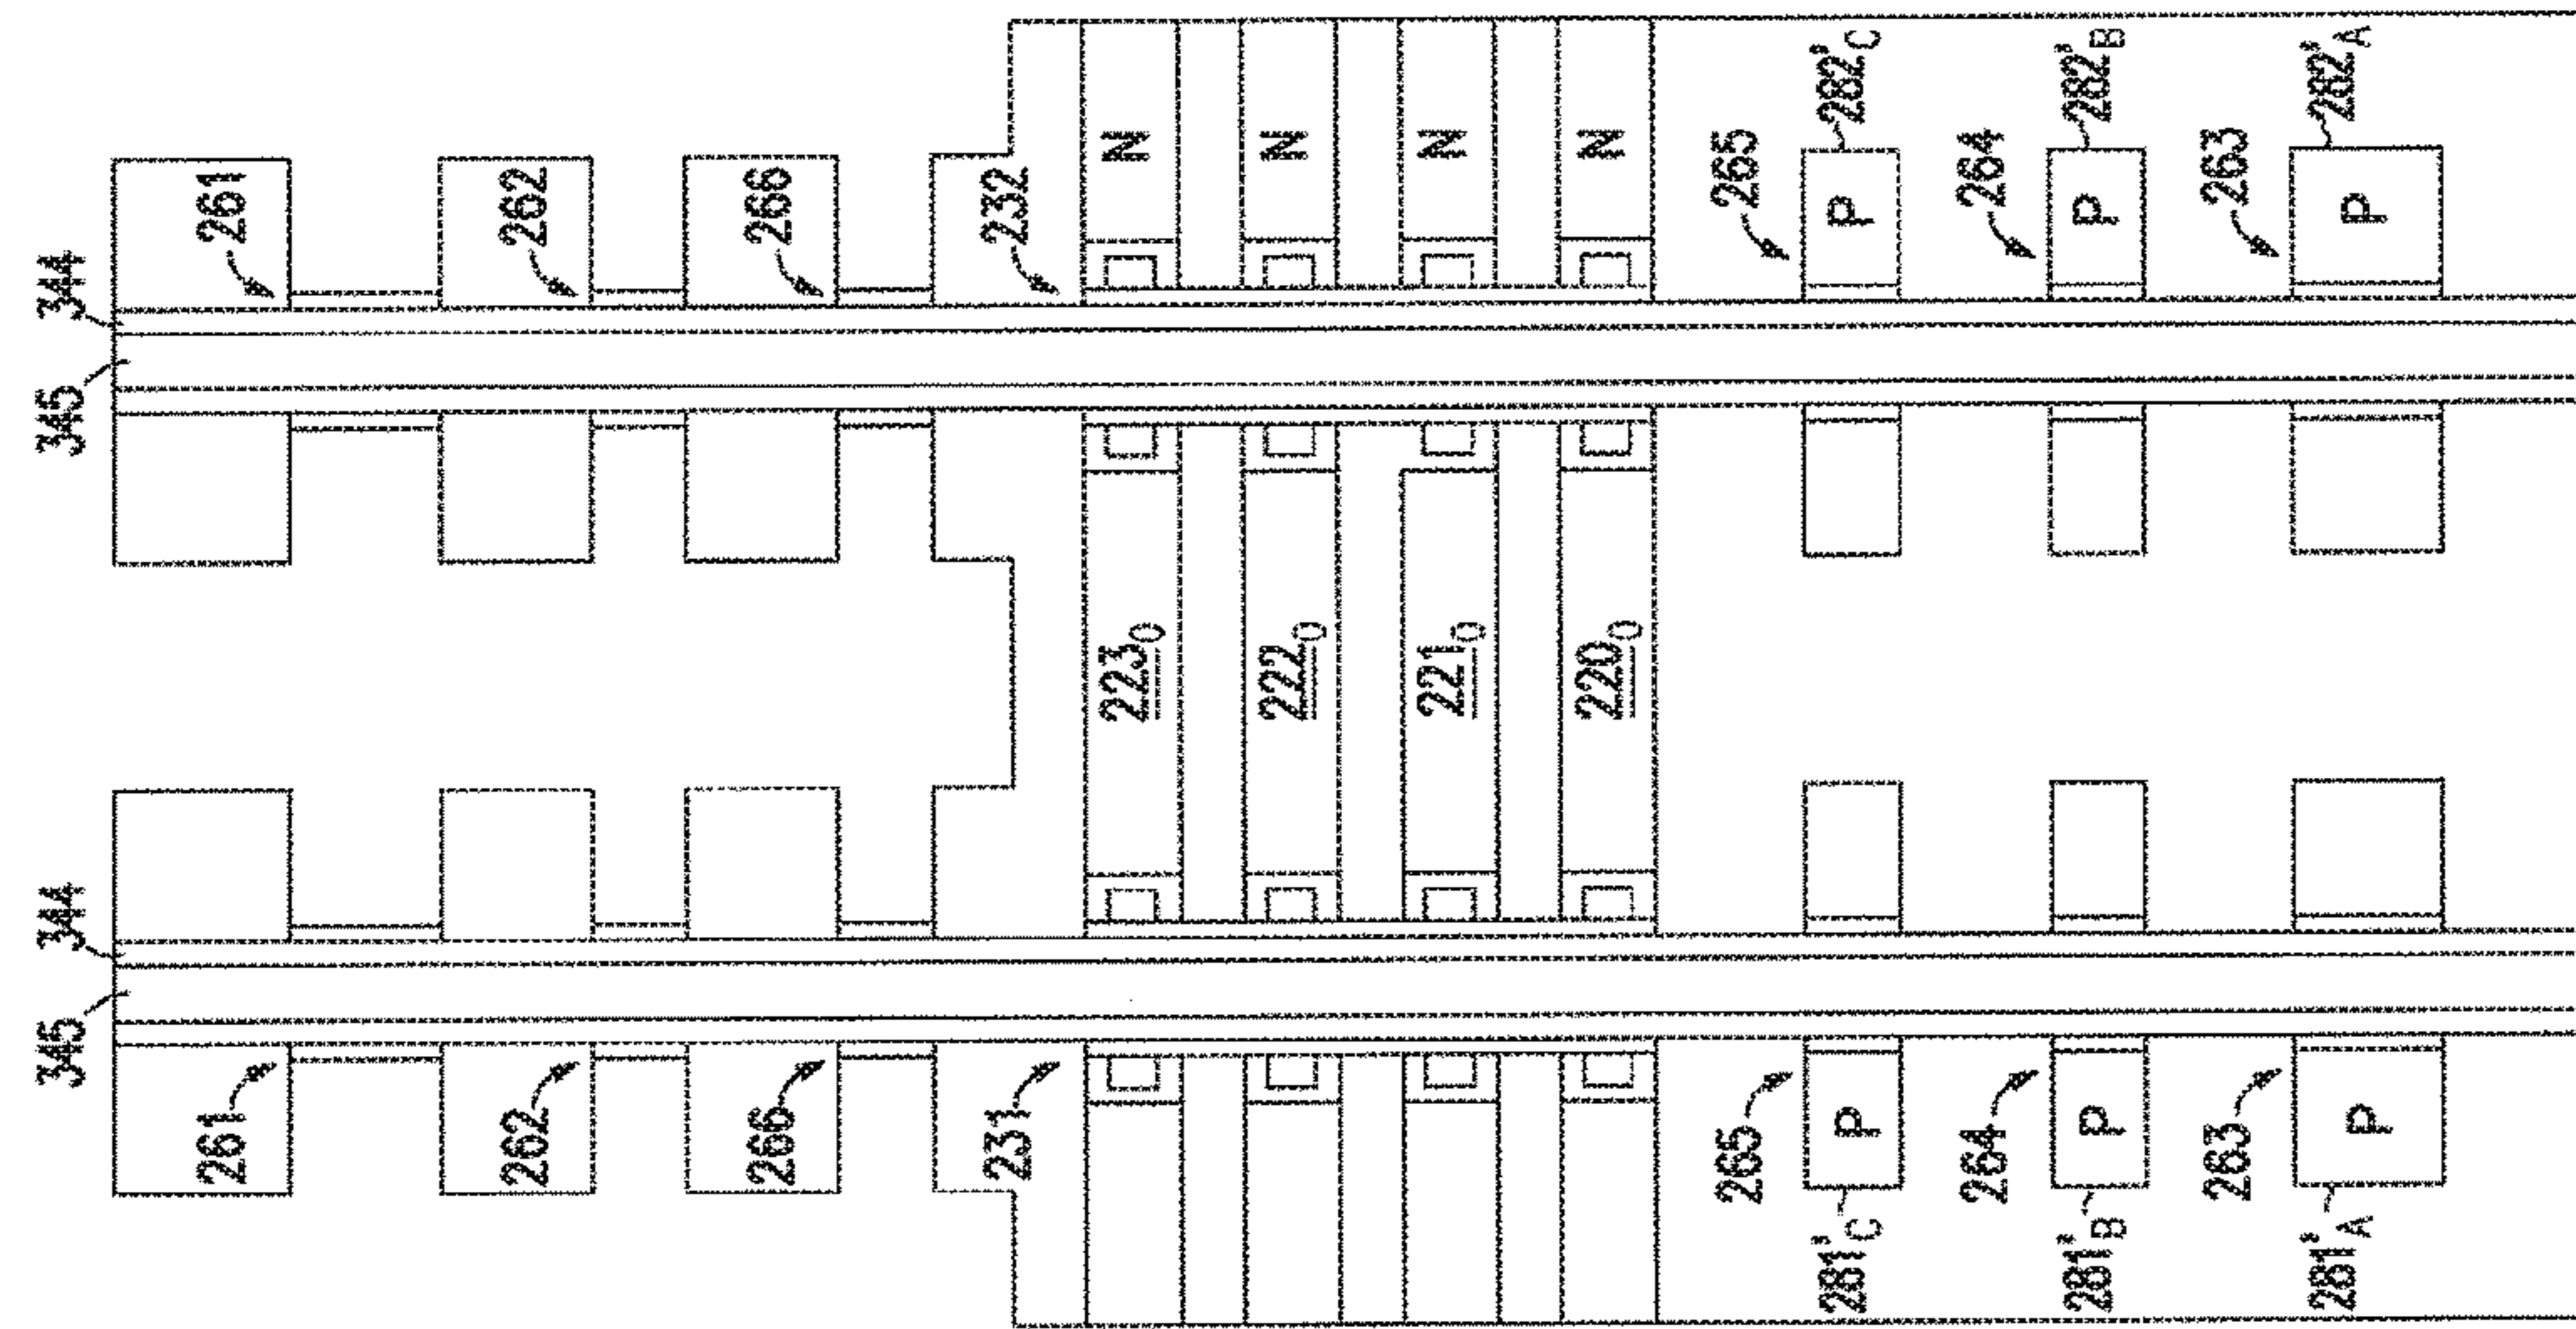 345 344 345 344
261 261
262 262
266 266
231 232
223₀ N
222₀ N
221₀ N
220₀ N
265 265
281'C P P 282'C
264 264
281'B P P 282'B
263 263
281'A P P 282'A